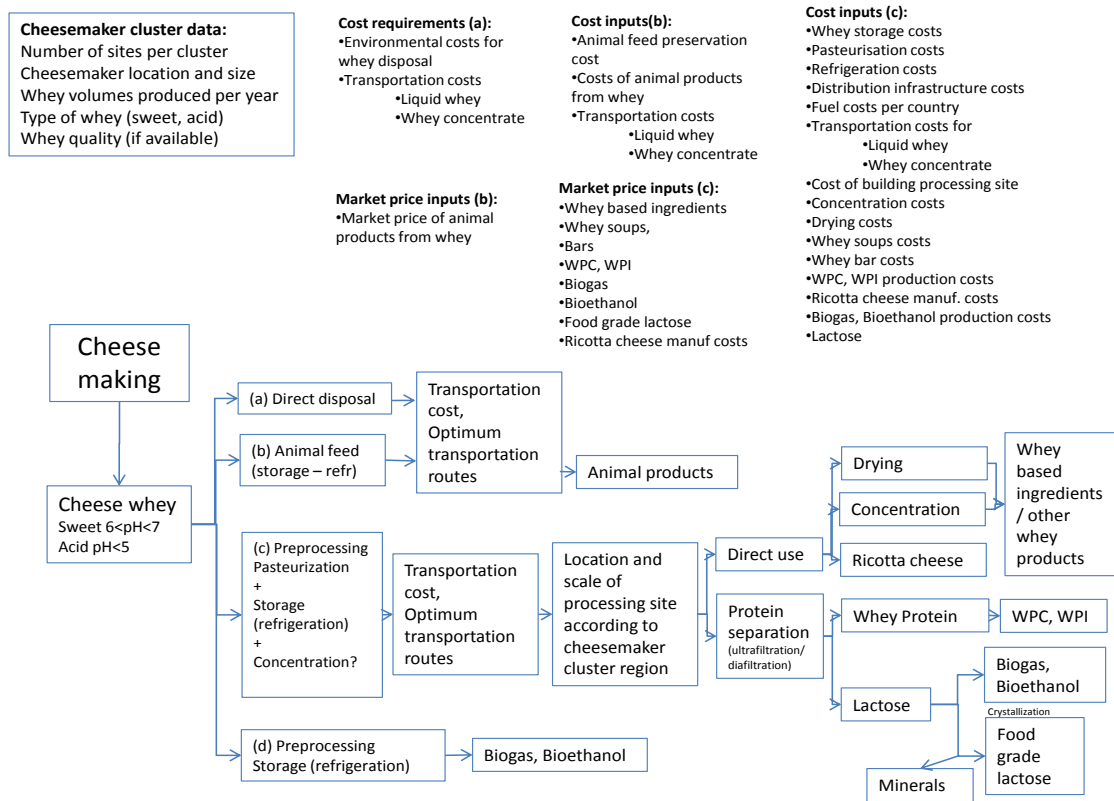 Cheesemaker cluster data:
Number of sites per cluster
Cheesemaker location and size
Whey volumes produced per year
Type of whey (sweet, acid)
Whey quality (if available)
Cost requirements (a):
•Environmental costs for
whey disposal
•Transportation costs
•Liquid whey
•Whey concentrate
Cost inputs(b):
•Animal feed preservation
cost
•Costs of animal products
from whey
•Transportation costs
•Liquid whey
•Whey concentrate
Cost inputs (c):
•Whey storage costs
•Pasteurisation costs
•Refrigeration costs
•Distribution infrastructure costs
•Fuel costs per country
•Transportation costs for
•Liquid whey
•Whey concentrate
•Cost of building processing site
•Concentration costs
•Drying costs
•Whey soups costs
•Whey bar costs
•WPC, WPI production costs
•Ricotta cheese manuf. costs
•Biogas, Bioethanol production costs
•Lactose
Market price inputs (b):
•Market price of animal
products from whey
Market price inputs (c):
•Whey based ingredients
•Whey soups,
•Bars
•WPC, WPI
•Biogas
•Bioethanol
•Food grade lactose
•Ricotta cheese manuf costs
Cheese
making
Cheese whey
Sweet 6<pH<7
Acid pH<5
(a) Direct disposal
(b) Animal feed
(storage – refr)
Transportation
cost,
Optimum
transportation
routes
Animal products
(c) Preprocessing
Pasteurization
+
Storage
(refrigeration)
+
Concentration?
Transportation
cost,
Optimum
transportation
routes
Location and
scale of
processing site
according to
cheesemaker
cluster region
Direct use
Protein
separation
(ultrafiltration/
diafiltration)
Drying
Concentration
Ricotta cheese
Whey
based
ingredients
/ other
whey
products
Whey Protein
WPC, WPI
Lactose
Biogas,
Bioethanol
Crystallization
Food
grade
lactose
Minerals
(d) Preprocessing
Storage (refrigeration)
Biogas, Bioethanol